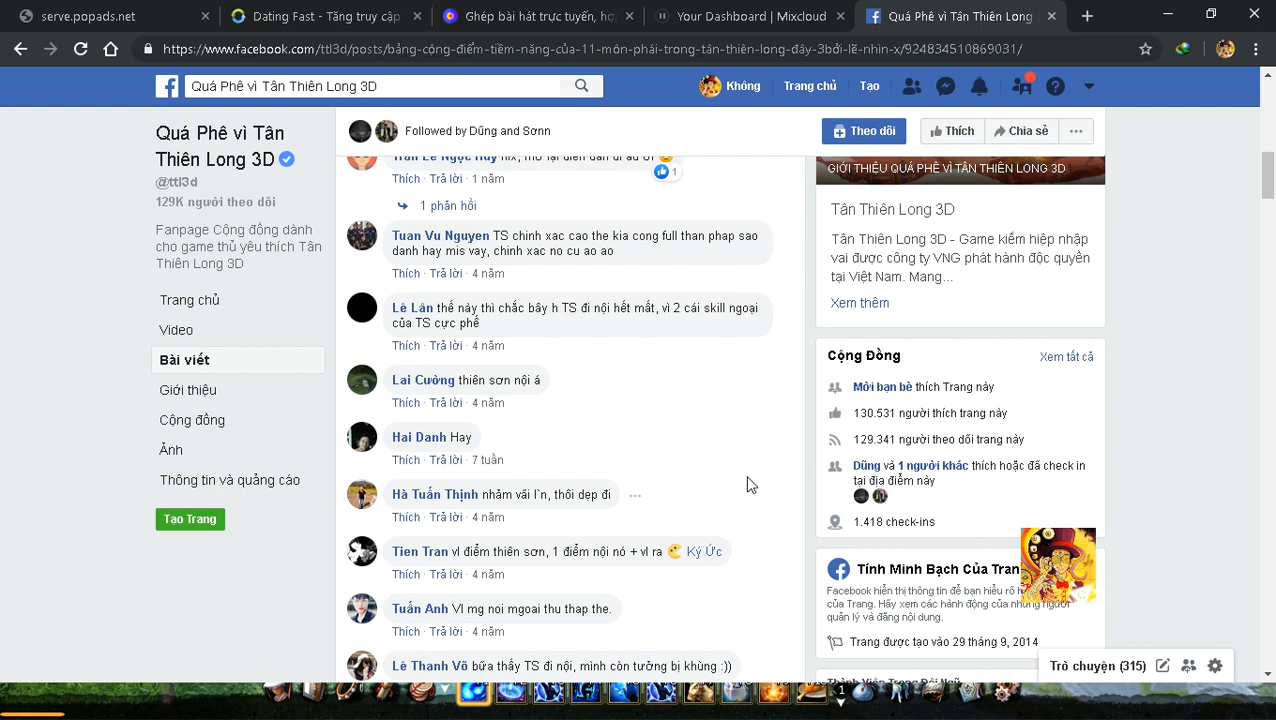 serve.popads.net
Dating Fast - Tăng truy cập
Ghép bài hát trực tuyến, hợ
Your Dashboard | Mixcloud
Quá Phê vì Tân Thiên Long
https://www.facebook.com/ttl3d/posts/bảng-cộng-điểm-tiềm-năng-của-11-môn-phái-trong-tân-thiên-long-đây-3bởi-lẽ-nhìn-x/924834510869031/
Quá Phê vì Tân Thiên Long 3D
Không
Trang chủ
Tạo
Quá Phê vì Tân
Thiên Long 3D
@ttl3d
129K người theo dõi
Fanpage Cộng đồng dành
cho game thủ yêu thích Tân
Thiên Long 3D
Trang chủ
Video
Bài viết
Giới thiệu
Cộng đồng
Ảnh
Thông tin và quảng cáo
Tạo Trang
Followed by Dũng and Sơnn
Theo dõi
Thích
Chia sẻ
Trần Lê Ngọc Huy
1
Thích · Trả lời · 1 năm
1 phản hồi
Tuan Vu Nguyen TS chinh xac cao the kia cong full than phap sao
danh hay mis vay, chinh xac no cu ao ao
Thích · Trả lời · 4 năm
Lê Lân thế này thì chắc bây h TS đi nội hết mất, vì 2 cái skill ngoại
của TS cực phế
Thích · Trả lời · 4 năm
Lai Cường thiên sơn nội á
Thích · Trả lời · 4 năm
Hai Danh Hay
Thích · Trả lời · 7 tuần
Hà Tuấn Thịnh nhảm vãi l`n, thôi dẹp đi
Thích · Trả lời · 4 năm
Tien Tran vl điểm thiên sơn, 1 điểm nội nó + vl ra Ký Ức
Thích · Trả lời · 4 năm
Tuấn Anh Vl mg noi mgoai thu thap the.
Thích · Trả lời · 4 năm
Lê Thanh Võ bữa thấy TS đi nội, mình còn tưởng bị khùng :))
GIỚI THIỆU QUÁ PHÊ VÌ TÂN THIÊN LONG 3D
Tân Thiên Long 3D
Tân Thiên Long 3D - Game kiếm hiệp nhập
vai được công ty VNG phát hành độc quyền
tại Việt Nam. Mang...
Xem thêm
Cộng Đồng
Xem tất cả
Mời bạn bè thích Trang này
130.531 người thích trang này
129.341 người theo dõi trang này
Dũng và 1 người khác thích hoặc đã check in
tại địa điểm này
1.418 check-ins
Tính Minh Bạch Của Tran
Facebook hiển thị thông tin để bạn hiểu rõ
của Trang. Hãy xem các hành động của những người
quản lý và đăng nội dung.
Trang được tạo vào 29 tháng 9, 2014
Trò chuyện (315)
1